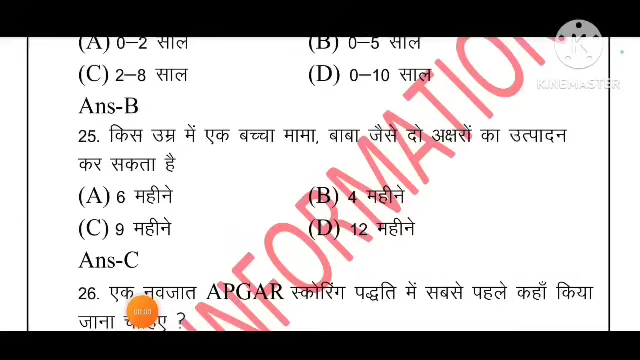 (A) 0–2 साल (B) 0–5 साल
(C) 2–8 साल (D) 0–10 साल
Ans-B
25. किस उम्र में एक बच्चा मामा, बाबा जैसे दो अक्षरों का उत्पादन
कर सकता है
(A) 6 महीने (B) 4 महीने
(C) 9 महीने (D) 12 महीने
Ans-C
26. एक नवजात APGAR स्कोरिंग पद्धति में सबसे पहले कहाँ किया
जाना चाहिए ?
INFORMATION
KINEMASTER
00:00